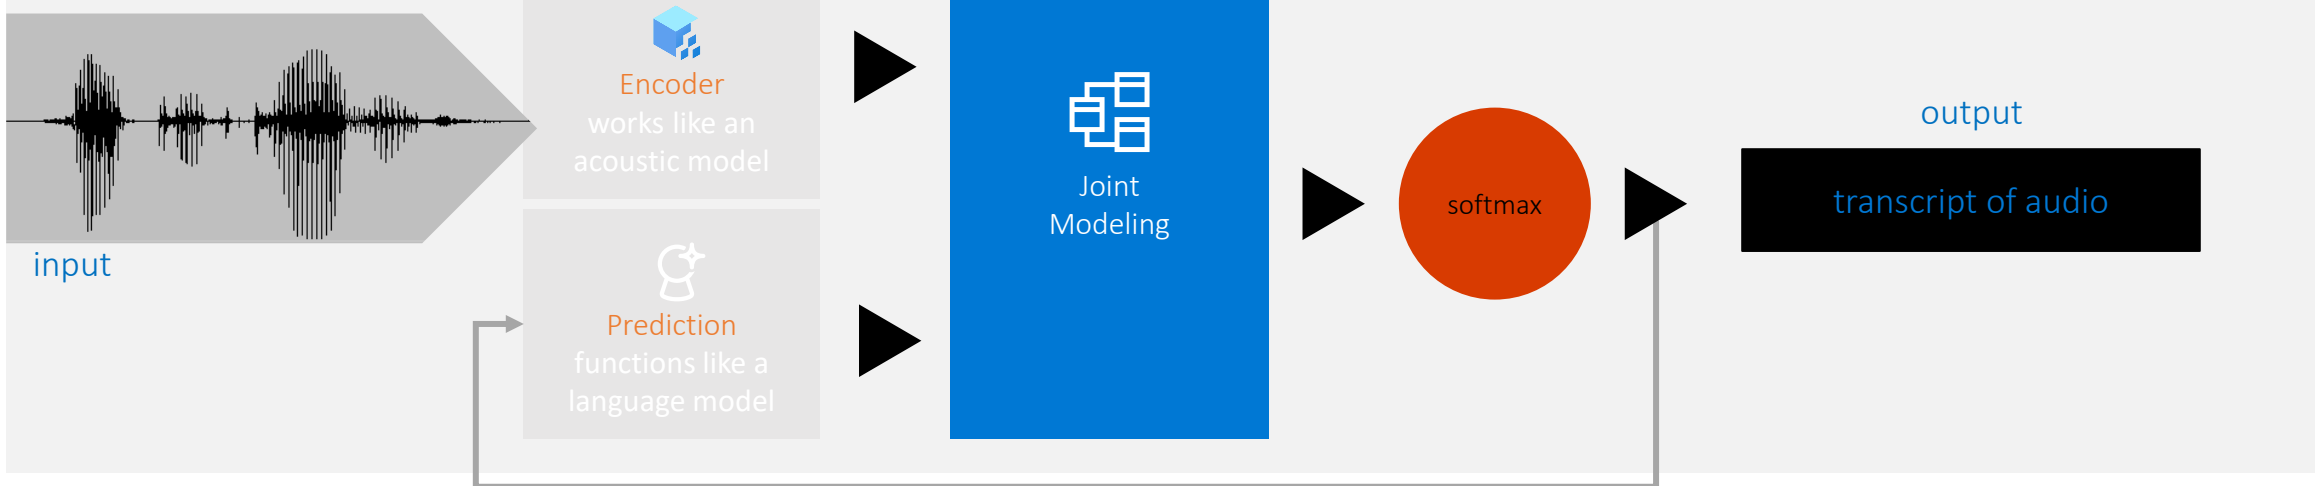 input
Encoder
works like an
acoustic model
Prediction
functions like a
language model
Joint
Modeling
softmax
output
transcript of audio